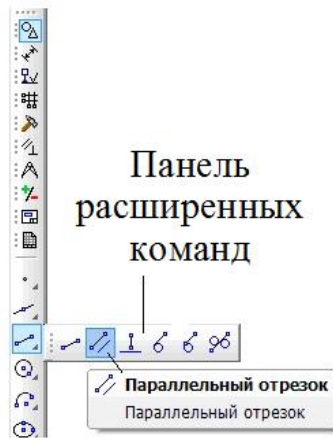 Панель
расширенных
команд
Параллельный отрезок
Параллельный отрезок